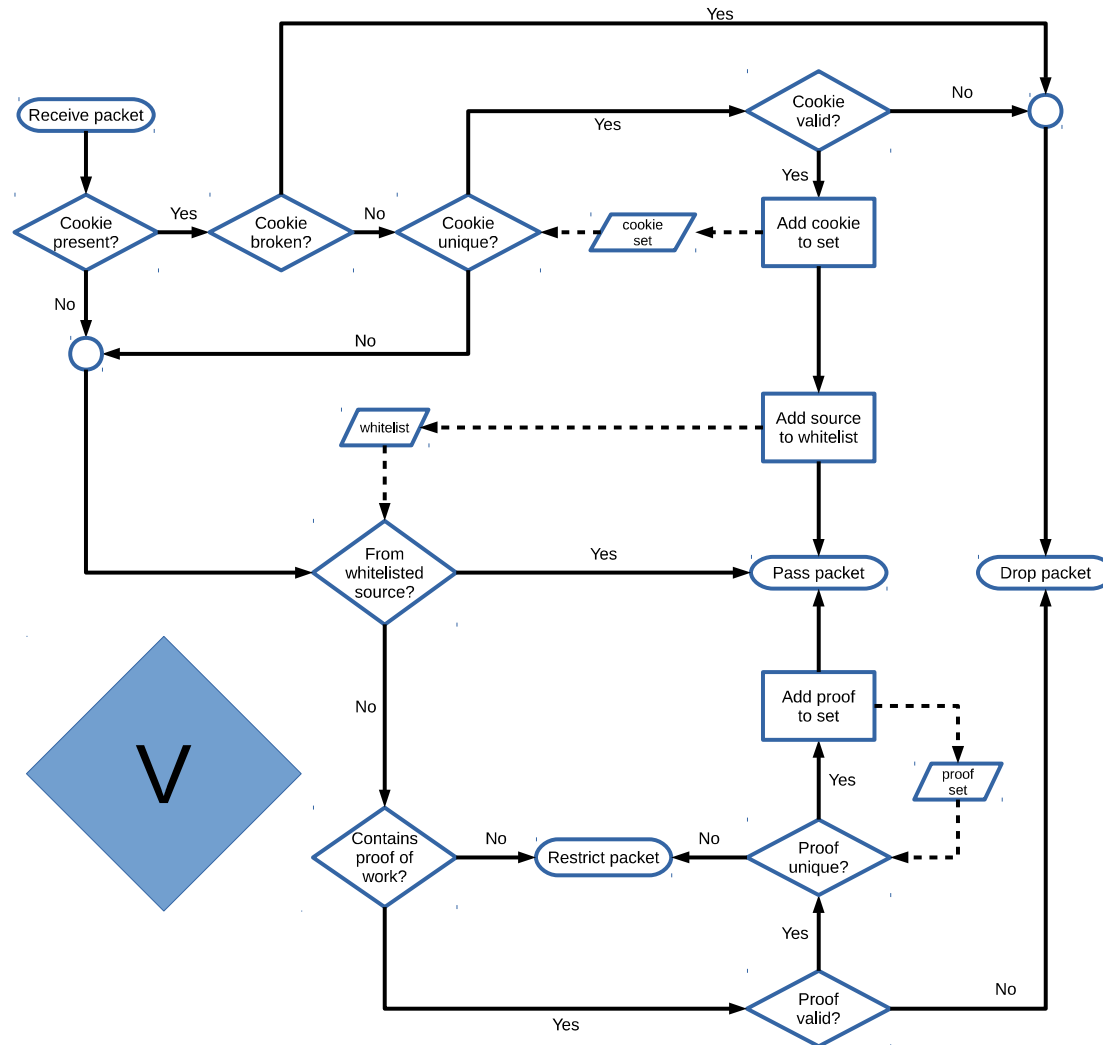 Yes
Receive packet
Cookie
valid?
No
Yes
Yes
Cookie
present?
Yes
Cookie
broken?
No
Cookie
unique?
cookie
set
Add cookie
to set
No
No
whitelist
Add source
to whitelist
From
whitelisted
source?
Yes
Pass packet
Drop packet
No
Add proof
to set
V
proof
set
Yes
Contains
proof of
work?
No
Restrict packet
No
Proof
unique?
Yes
Yes
Proof
valid?
No